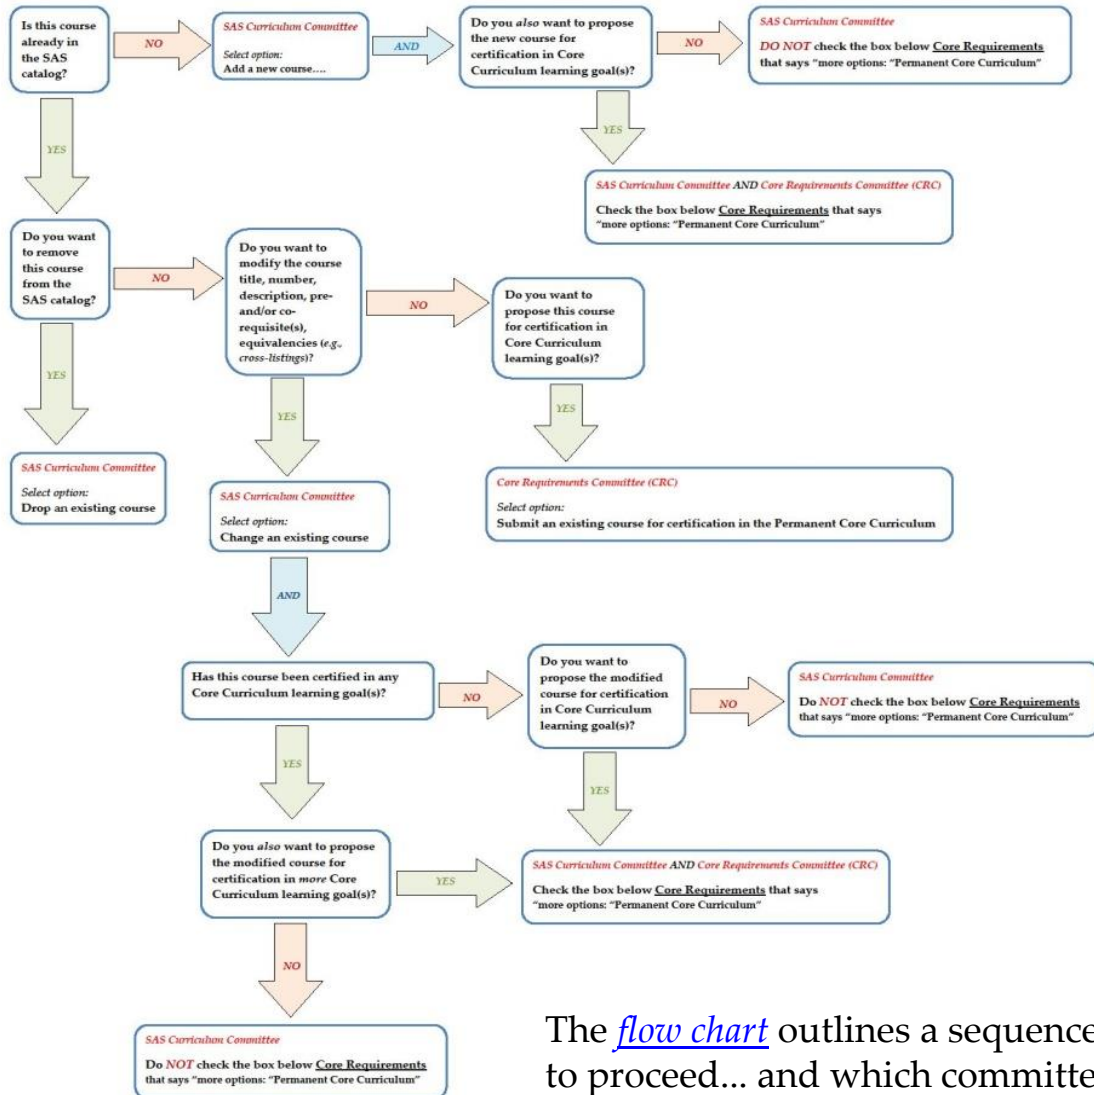 Is this course
already in
the SAS
catalog?
NO
SAS Curriculum Committee
Select option:
Add a new course....
AND
Do you also want to propose
the new course for
certification in Core
Curriculum learning goal(s)?
NO
SAS Curriculum Committee
DO NOT check the box below Core Requirements
that says "more options: "Permanent Core Curriculum"
YES
YES
SAS Curriculum Committee AND Core Requirements Committee (CRC)
Check the box below Core Requirements that says
"more options: "Permanent Core Curriculum"
Do you want
to remove
this course
from the
SAS catalog?
NO
Do you want to
modify the course
title, number,
description, pre-
and/or co-
requisite(s),
equivalencies (e.g.,
cross-listings)?
NO
Do you want to
propose this course
for certification in
Core Curriculum
learning goal(s)?
YES
YES
YES
SAS Curriculum Committee
Select option:
Drop an existing course
SAS Curriculum Committee
Select option:
Change an existing course
Core Requirements Committee (CRC)
Select option:
Submit an existing course for certification in the Permanent Core Curriculum
AND
Has this course been certified in any
Core Curriculum learning goal(s)?
NO
Do you want to
propose the modified
course for certification
in Core Curriculum
learning goal(s)?
NO
SAS Curriculum Committee
Do NOT check the box below Core Requirements
that says "more options: "Permanent Core Curriculum"
YES
YES
Do you also want to propose
the modified course for
certification in more Core
Curriculum learning goal(s)?
YES
SAS Curriculum Committee AND Core Requirements Committee (CRC)
Check the box below Core Requirements that says
"more options: "Permanent Core Curriculum"
NO
SAS Curriculum Committee
Do NOT check the box below Core Requirements
that says "more options: "Permanent Core Curriculum"
The flow chart outlines a sequence
to proceed... and which committe